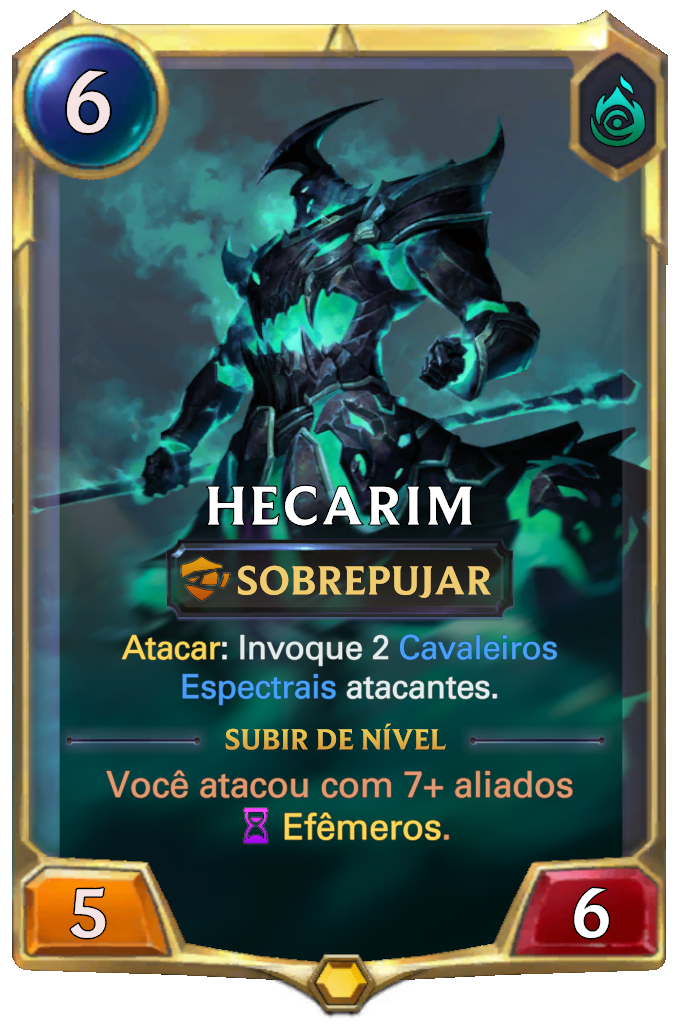 6
HECARIM
SOBREPUJAR
Atacar: Invoque 2 Cavaleiros
Espectrais atacantes.
SUBIR DE NÍVEL
Você atacou com 7+ aliados
Efêmeros.
5
6